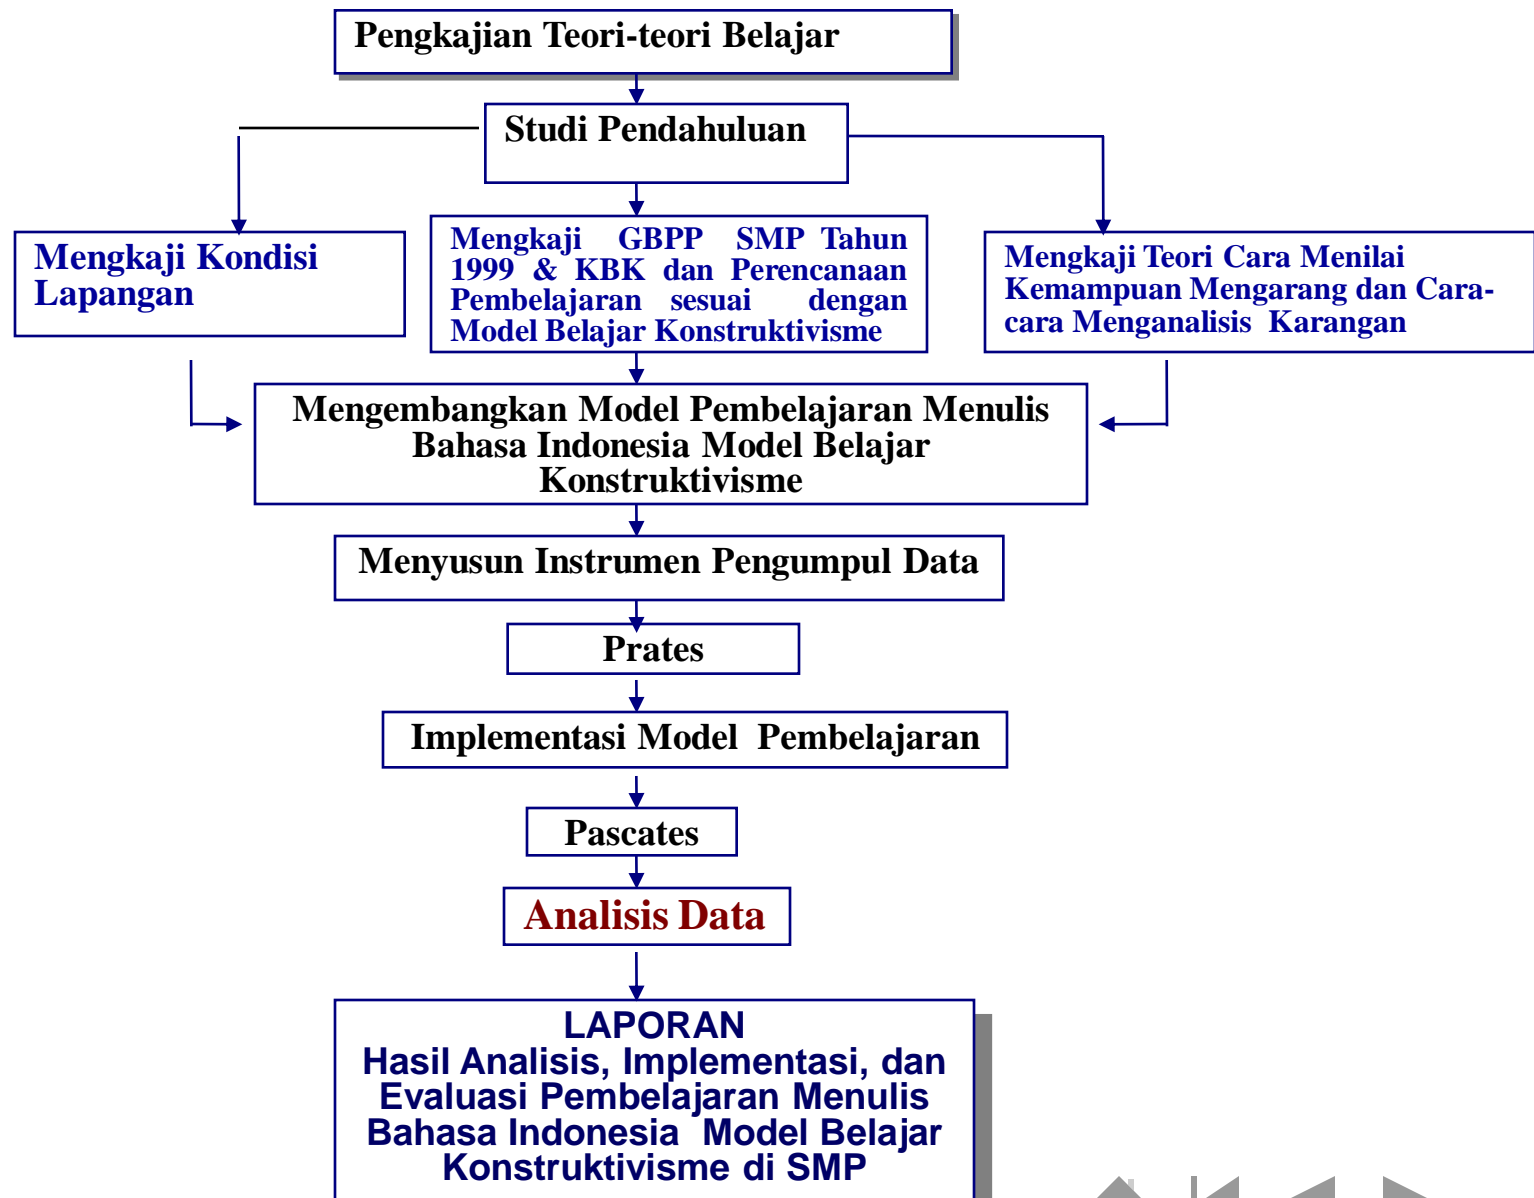 Pengkajian Teori-teori Belajar
Studi Pendahuluan
Mengkaji Kondisi
Lapangan
Mengkaji GBPP SMP Tahun
1999 & KBK dan Perencanaan
Pembelajaran sesuai dengan
Model Belajar Konstruktivisme
Mengkaji Teori Cara Menilai
Kemampuan Mengarang dan Cara-
cara Menganalisis Karangan
Mengembangkan Model Pembelajaran Menulis
Bahasa Indonesia Model Belajar
Konstruktivisme
Menyusun Instrumen Pengumpul Data
Prates
Implementasi Model Pembelajaran
Pascates
Analisis Data
LAPORAN
Hasil Analisis, Implementasi, dan
Evaluasi Pembelajaran Menulis
Bahasa Indonesia Model Belajar
Konstruktivisme di SMP